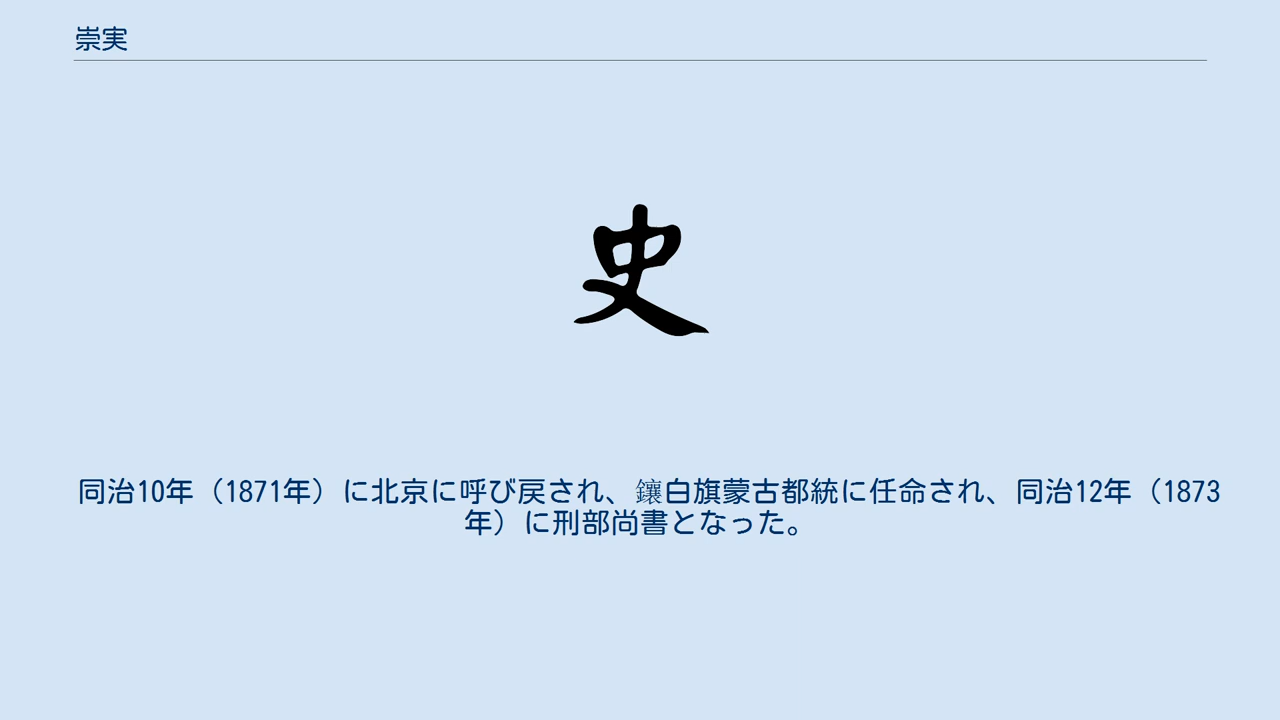 崇実
史
同治10年（1871年）に北京に呼び戻され、鑲白旗蒙古都統に任命され、同治12年（1873
年）に刑部尚書となった。